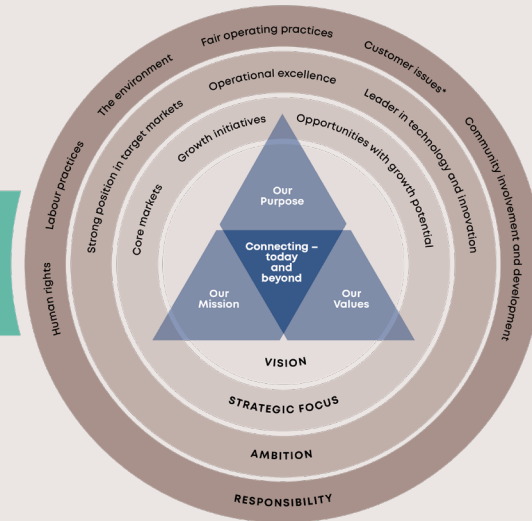 Fair operating practices
The environment
Customer issues*
Labour practices
Community involvement and development
Human rights
Operational excellence
Strong position in target markets
Leader in technology and innovation
Growth initiatives
Opportunities with growth potential
Core markets
Our
Purpose
Connecting –
today
and
beyond
Our
Mission
Our
Values
VISION
STRATEGIC FOCUS
AMBITION
RESPONSIBILITY